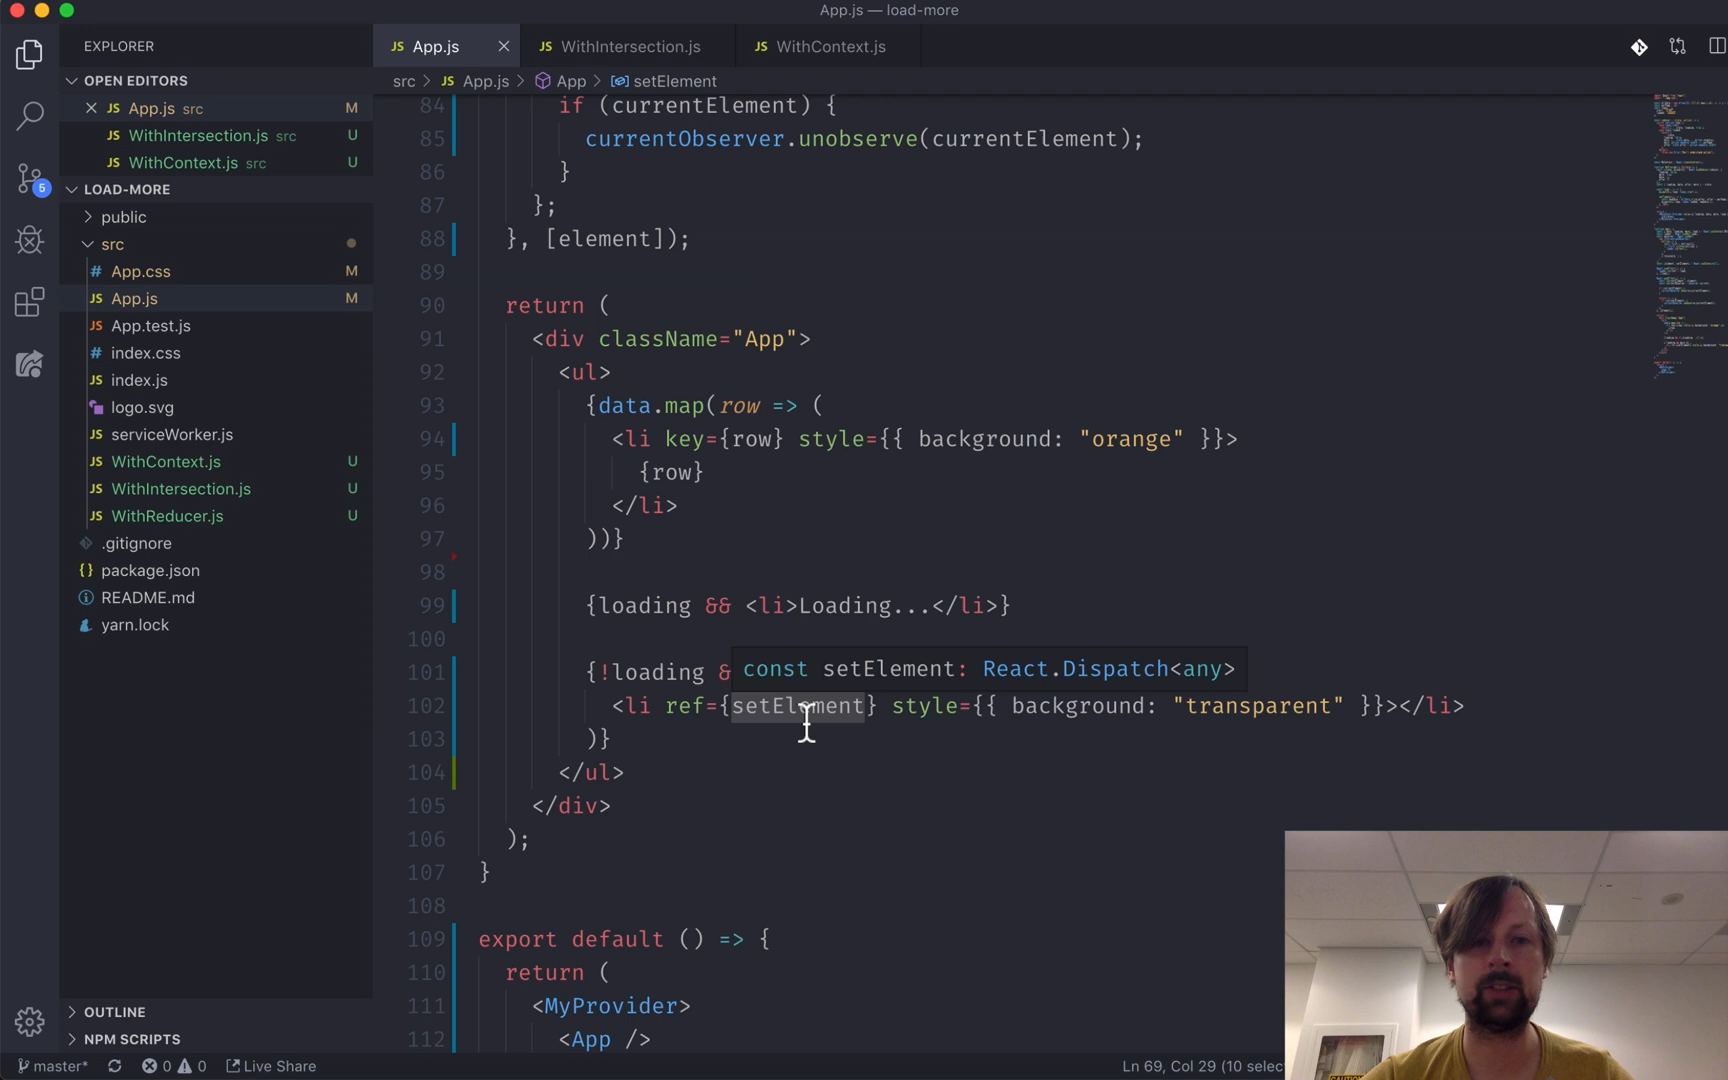 App.js — load-more
EXPLORER
JS App.js
JS WithIntersection.js
JS WithContext.js
OPEN EDITORS
src > JS App.js > App > setElement
JS App.js src M
JS WithIntersection.js src U
JS WithContext.js src U
LOAD-MORE
public
src
# App.css M
JS App.js M
JS App.test.js
# index.css
JS index.js
logo.svg
JS serviceWorker.js
JS WithContext.js U
JS WithIntersection.js U
JS WithReducer.js U
.gitignore
{} package.json
README.md
yarn.lock
OUTLINE
NPM SCRIPTS
5
84 if (currentElement) {
85 currentObserver.unobserve(currentElement);
86 }
87 };
88 }, [element]);
89
90 return (
91 <div className="App">
92 <ul>
93 {data.map(row => (
94 <li key={row} style={{ background: "orange" }}>
95 {row}
96 </li>
97 ))}
98
99 {loading && <li>Loading...</li>}
100
101 {!loading &
const setElement: React.Dispatch<any>
102 <li ref={setElement} style={{ background: "transparent" }}></li>
103 )}
104 </ul>
105 </div>
106 );
107 }
108
109 export default () => {
110 return (
111 <MyProvider>
112 <App />
master* 0 0 Live Share
Ln 69, Col 29 (10 selec